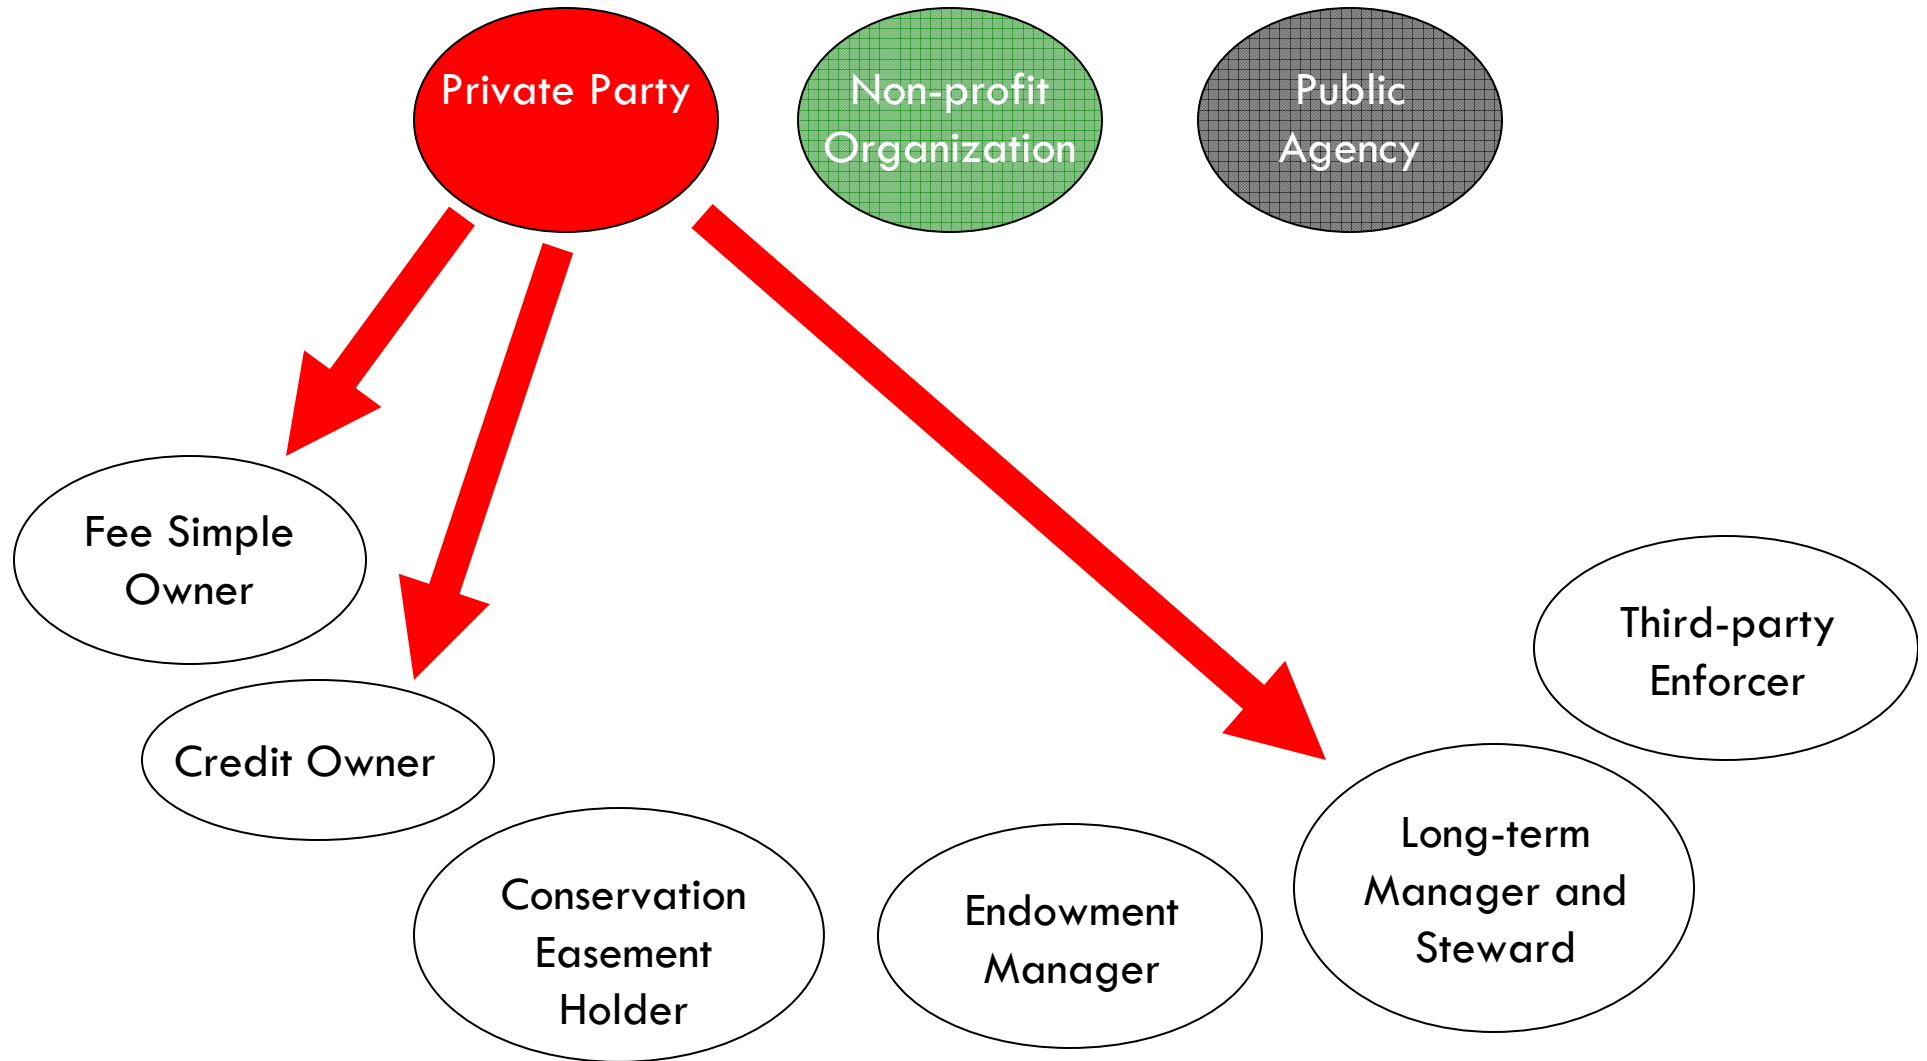 Private Party
Non-profit
Organization
Public
Agency
Fee Simple
Owner
Credit Owner
Conservation
Easement
Holder
Endowment
Manager
Long-term
Manager and
Steward
Third-party
Enforcer